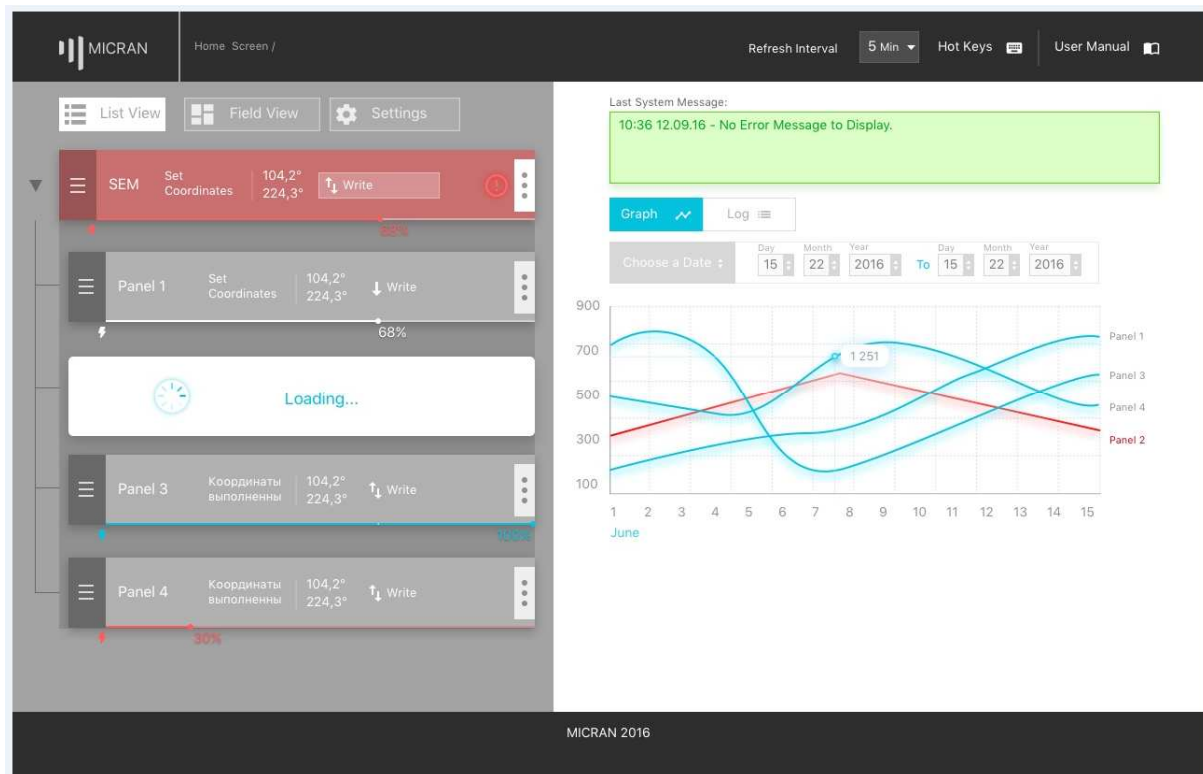 MICRAN
Home Screen /
Refresh Interval
5 Min
Hot Keys
User Manual
List View
Field View
Settings
SEM
Set
Coordinates
104,2°
224,3°
Write
68%
Panel 1
Set
Coordinates
104,2°
224,3°
Write
68%
Loading...
Panel 3
Координаты
выполненны
104,2°
224,3°
Write
100%
Panel 4
Координаты
выполненны
104,2°
224,3°
Write
30%
Last System Message:
10:36 12.09.16 - No Error Message to Display.
Graph
Log
Choose a Date
Day Month Year Day Month Year
15 22 2016 To 15 22 2016
900
700
500
300
100
1 251
Panel 1
Panel 3
Panel 4
Panel 2
1 2 3 4 5 6 7 8 9 10 11 12 13 14 15
June
MICRAN 2016